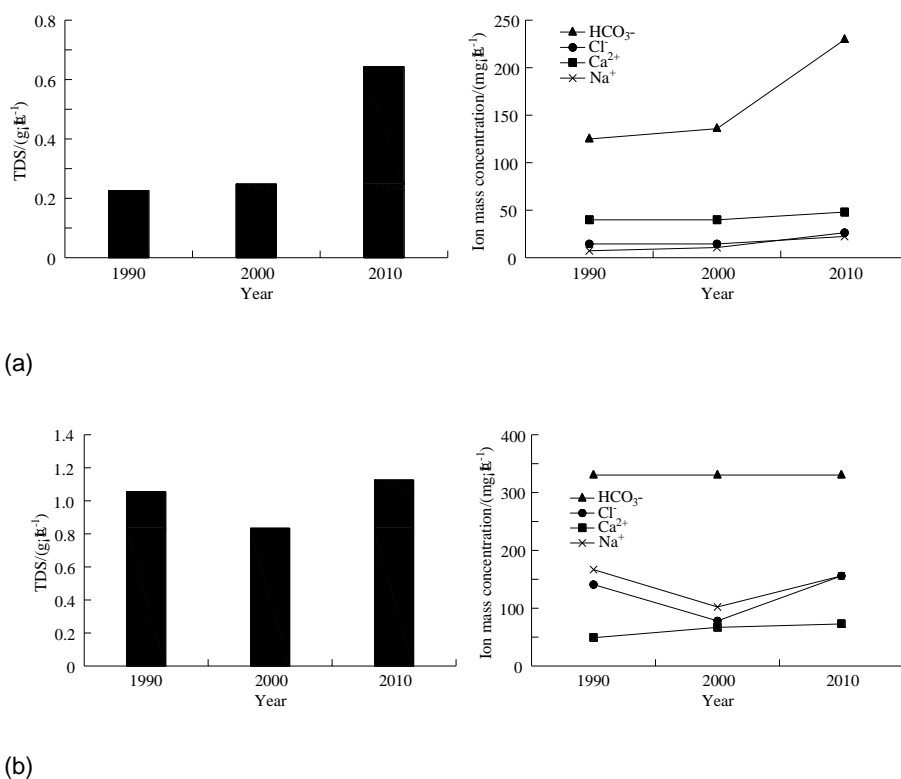 0.8
0.6
0.4
0.2
0
TDS/(g¡¤L-1)
1990 2000 2010
Year
250
200
150
100
50
0
Ion mass concentration/(mg¡¤L-1)
HCO3-
Cl-
Ca2+
Na+
1990 2000 2010
Year
(a)
1.4
1.2
1.0
0.8
0.6
0.4
0.2
0
TDS/(g¡¤L-1)
1990 2000 2010
Year
400
300
200
100
50
0
Ion mass concentration/(mg¡¤L-1)
HCO3-
Cl-
Ca2+
Na+
1990 2000 2010
Year
(b)